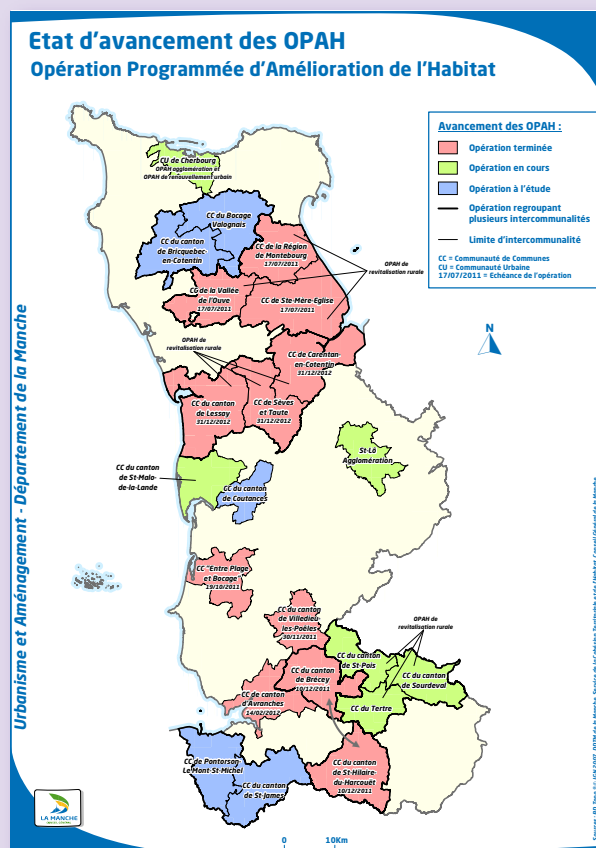 Etat d'avancement des OPAH
Opération Programmée d'Amélioration de l'Habitat
Avancement des OPAH :
Opération terminée
Opération en cours
Opération à l'étude
Opération regroupant
plusieurs intercommunalités
Limite d'intercommunalité
CC = Communauté de Communes
CU = Communauté Urbaine
17/07/2011 = Echéance de l'opération
N
CU de Cherbourg
OPAH agglomération et
OPAH de renouvellement urbain
CC du Bocage
Valognais
CC du canton
de Bricquebec-
en-Cotentin
CC de la Région
de Montebourg
17/07/2011
OPAH de
revitalisation rurale
CC de la Vallée
de l'Ouve
17/07/2011
CC de Ste-Mère-Église
17/07/2011
OPAH de
revitalisation rurale
CC de Carentan-
en-Cotentin
31/12/2012
CC du canton
de Lessay
31/12/2012
CC de Sèves
et Taute
31/12/2012
St-Lô
Agglomération
CC du canton
de St-Malo-
de-la-Lande
CC du canton
de Coutances
CC "Entre Plage
et Bocage
19/10/2011
CC du canton
de Villedieu
les-Poêles
30/11/2011
OPAH de
revitalisation rurale
CC du canton
de St-Pois
CC du canton
de Sourdeval
CC du canton
de Brécey
10/12/2011
CC de canton
d'Avranches
14/02/2012
CC du Tertre
CC de Pontorson-
Le Mont-St-Michel
CC du canton
de St-James
CC du canton
de St-Hilaire-
du-Harcouët
10/12/2011
0 10Km
Urbanisme et Aménagement - Département de la Manche
LA MANCHE